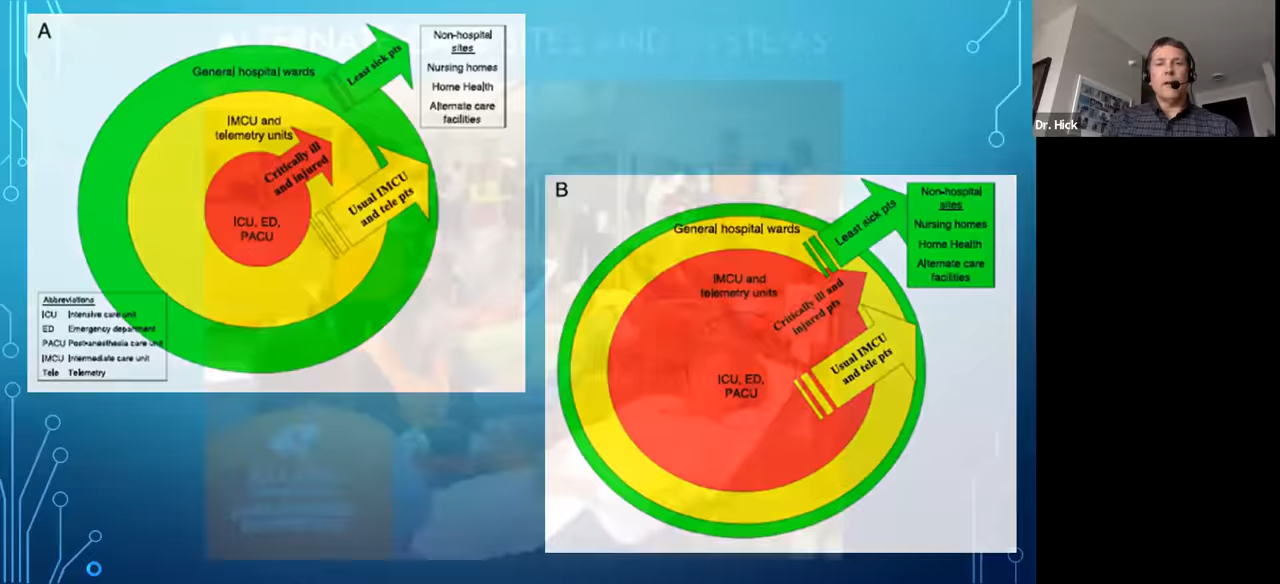 A
General hospital wards
Least sick pts
Non-hospital
sites
Nursing homes
Home Health
Alternate care
facilities
IMCU and
telemetry units
Critically ill
and injured
ICU, ED,
PACU
Usual IMCU
and tele pts
Abbreviations
ICU Intensive care unit
ED Emergency department
PACU Post-anesthesia care unit
IMCU Intermediate care unit
Tele Telemetry
B
General hospital wards
Least sick pts
Non-hospital
sites
Nursing homes
Home Health
Alternate care
facilities
IMCU and
telemetry units
Critically ill and
injured pts
ICU, ED,
PACU
Usual IMCU
and tele pts
Dr. Hick